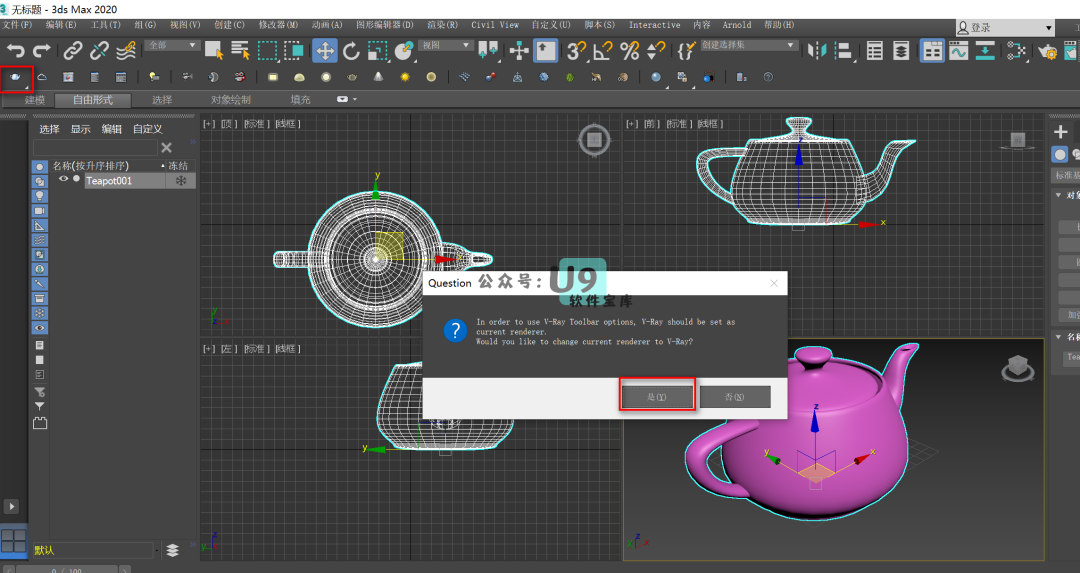 无标题 - 3ds Max 2020
文件(F) 编辑(E) 工具(T) 组(G) 视图(V) 创建(C) 修改器(M) 动画(A) 图形编辑器(D) 渲染(R) Civil View 自定义(U) 脚本(S) Interactive 内容 Arnold 帮助(H)
登录
全部 视图 创建选择集
建模 自由形式 选择 对象绘制 填充
选择 显示 编辑 自定义
名称(按升序排序) 冻结
Teapot001
[+] [顶] [标准] [线框]
[+] [前] [标准] [线框]
[+] [左] [标准] [线框]
y
x
z
y
z
y
x
z
y
x
z
y
x
标准基
对象
加强
名称
Tea
Question
公众号:
U9
软件宝库
In order to use V-Ray Toolbar options, V-Ray should be set as
current renderer.
Would you like to change current renderer to V-Ray?
是(Y) 否(N)
默认
0 / 100